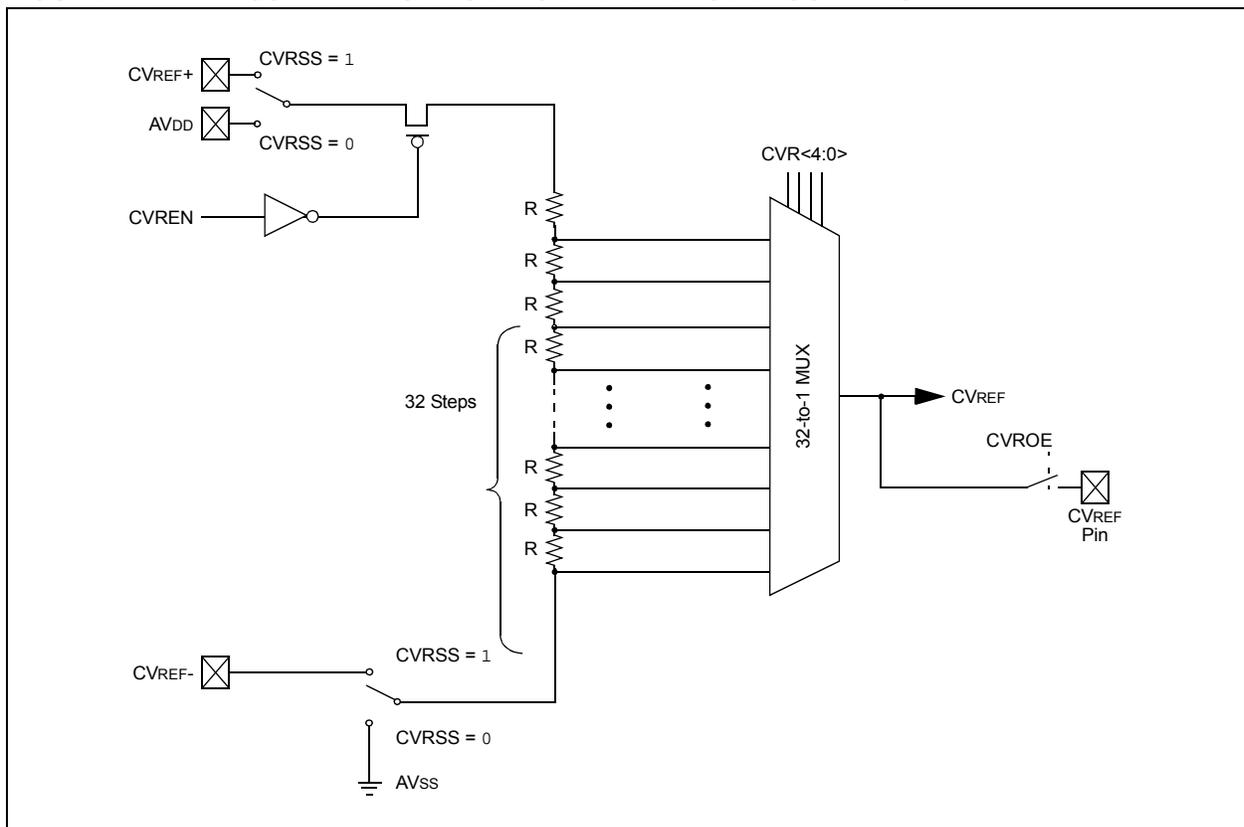 CVRSS = 1
CVREF+
AVDD
CVRSS = 0
CVR<4:0>
CVREN
R
R
R
R
32-to-1 MUX
32 Steps
CVREF
CVROE
R
R
R
CVREF
Pin
CVRSS = 1
CVREF-
CVRSS = 0
AVSS